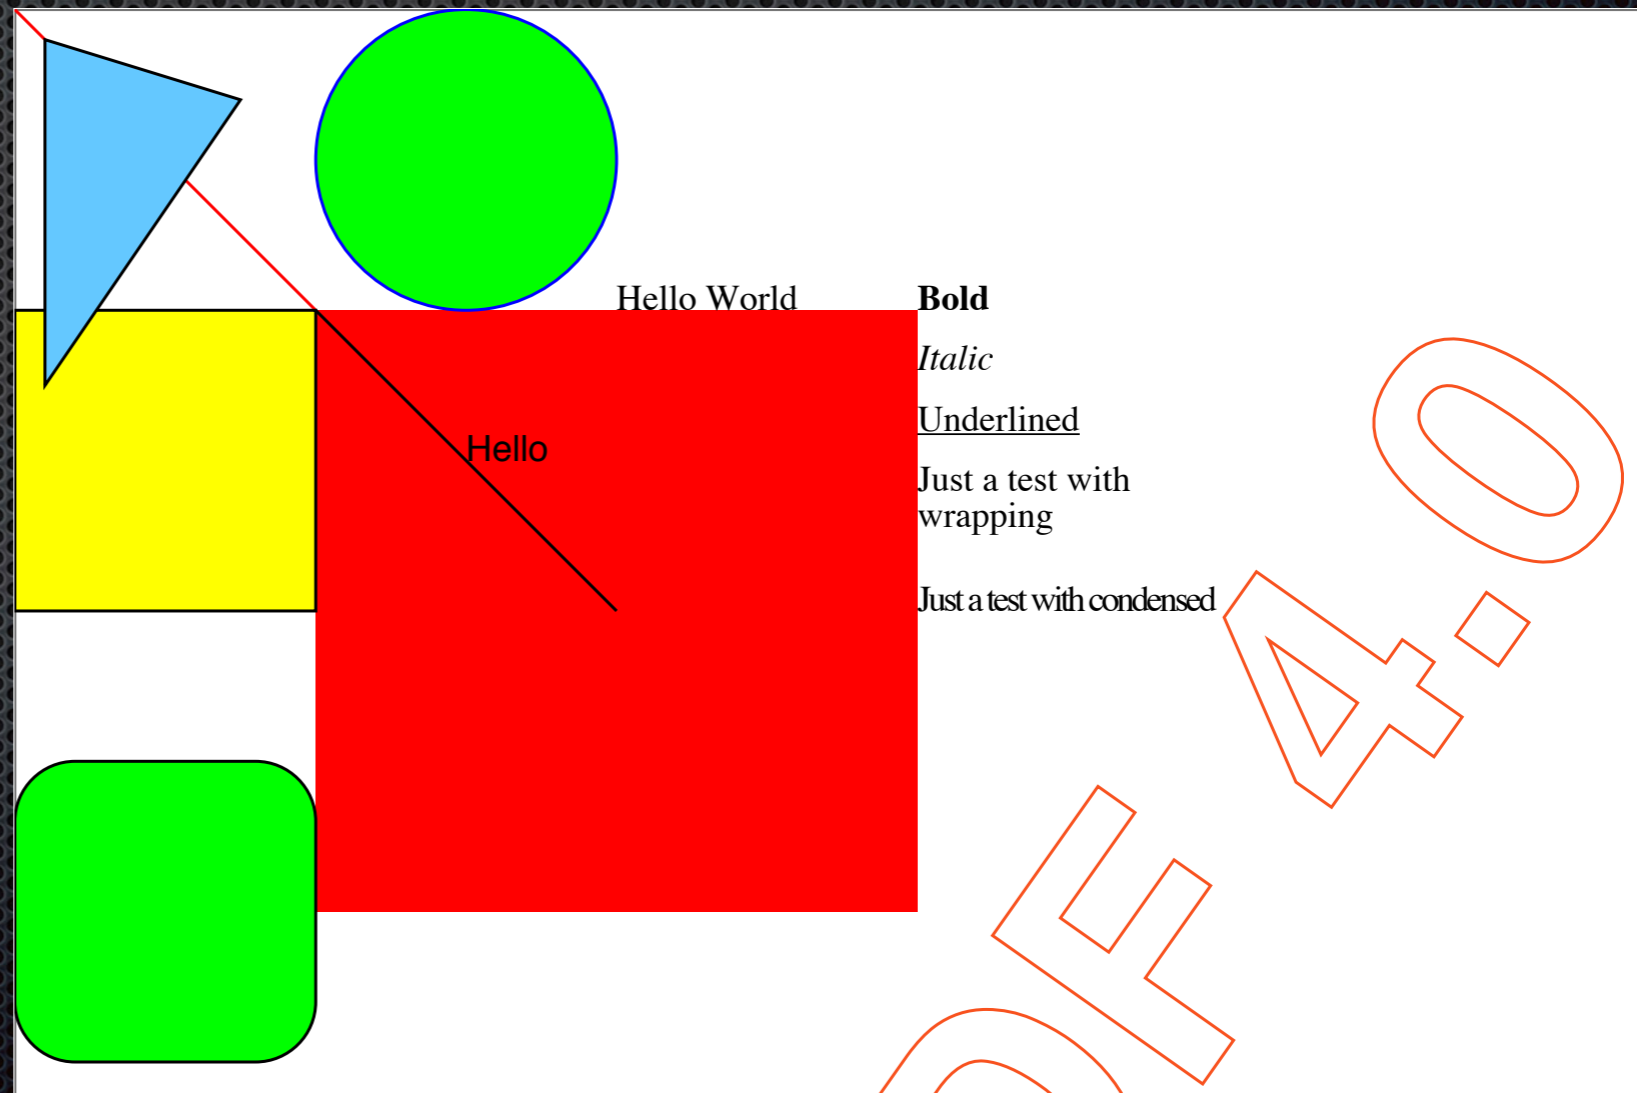 Hello World
Bold
Italic
Underlined
Hello
Just a test with
wrapping
Just a test with condensed
F 4.0